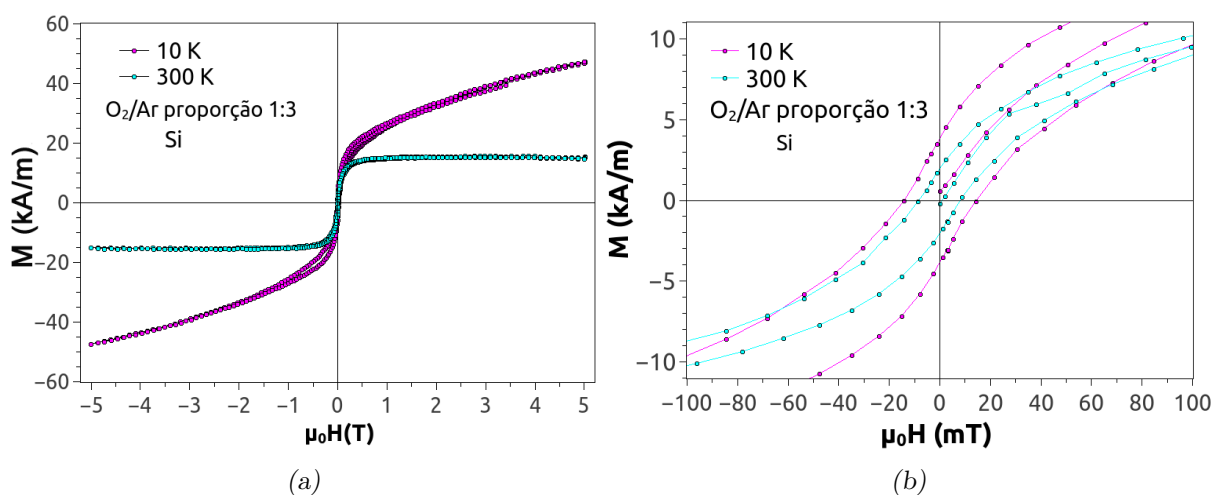 60
40
20
0
−20
−40
−60
M (kA/m)
10 K
300 K
O₂/Ar proporção 1:3
Si
−5 −4 −3 −2 −1 0 1 2 3 4 5
μ₀H(T)
(a)
10
5
0
−5
−10
M (kA/m)
10 K
300 K
O₂/Ar proporção 1:3
Si
−100 −80 −60 −40 −20 0 20 40 60 80 100
μ₀H (mT)
(b)